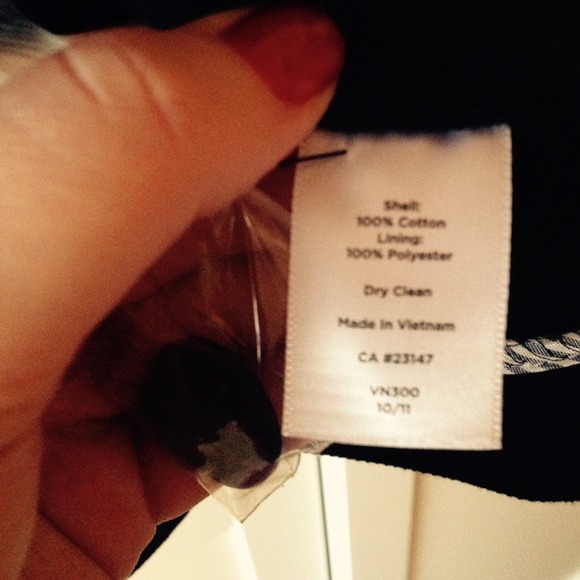 Shell:
100% Cotton
Lining:
100% Polyester
Dry Clean
Made In Vietnam
CA #23147
VN300
10/11